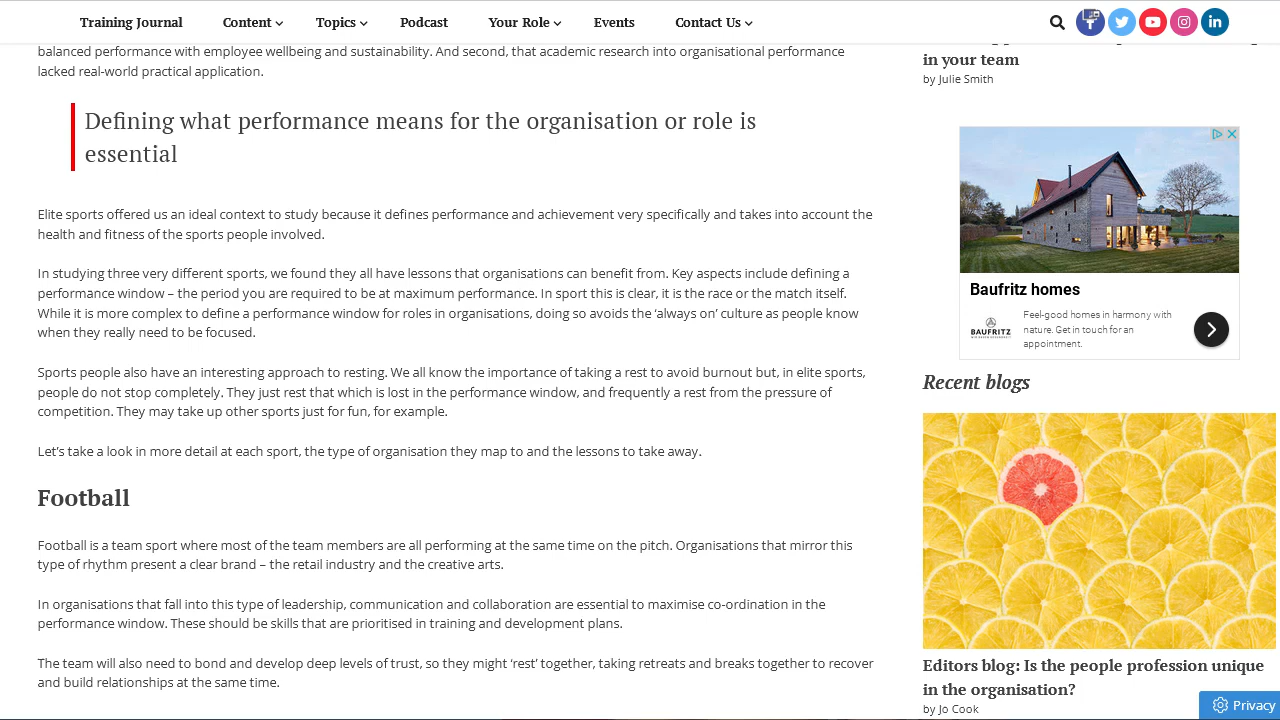 Training Journal
Content
Topics
Podcast
Your Role
Events
Contact Us
balanced performance with employee wellbeing and sustainability. And second, that academic research into organisational performance
lacked real-world practical application.
Defining what performance means for the organisation or role is
essential
Elite sports offered us an ideal context to study because it defines performance and achievement very specifically and takes into account the
health and fitness of the sports people involved.
In studying three very different sports, we found they all have lessons that organisations can benefit from. Key aspects include defining a
performance window – the period you are required to be at maximum performance. In sport this is clear, it is the race or the match itself.
While it is more complex to define a performance window for roles in organisations, doing so avoids the ‘always on’ culture as people know
when they really need to be focused.
Sports people also have an interesting approach to resting. We all know the importance of taking a rest to avoid burnout but, in elite sports,
people do not stop completely. They just rest that which is lost in the performance window, and frequently a rest from the pressure of
competition. They may take up other sports just for fun, for example.
Let’s take a look in more detail at each sport, the type of organisation they map to and the lessons to take away.
Football
Football is a team sport where most of the team members are all performing at the same time on the pitch. Organisations that mirror this
type of rhythm present a clear brand – the retail industry and the creative arts.
In organisations that fall into this type of leadership, communication and collaboration are essential to maximise co-ordination in the
performance window. These should be skills that are prioritised in training and development plans.
The team will also need to bond and develop deep levels of trust, so they might ‘rest’ together, taking retreats and breaks together to recover
and build relationships at the same time.
in your team
by Julie Smith
Baufritz homes
BAUFRITZ
Feel-good homes in harmony with
nature. Get in touch for an
appointment.
Recent blogs
Editors blog: Is the people profession unique
in the organisation?
by Jo Cook
Privacy